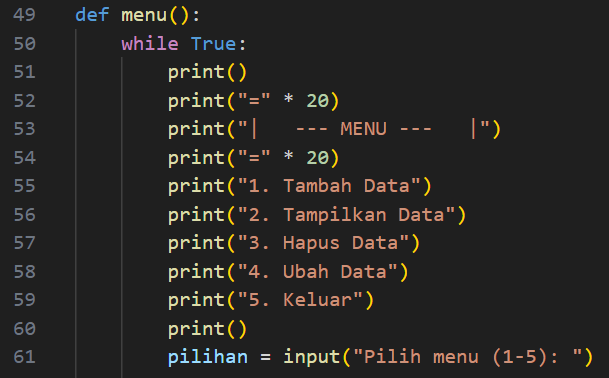 49 def menu():
50     while True:
51         print()
52         print("=" * 20)
53         print("|   --- MENU ---   |")
54         print("=" * 20)
55         print("1. Tambah Data")
56         print("2. Tampilkan Data")
57         print("3. Hapus Data")
58         print("4. Ubah Data")
59         print("5. Keluar")
60         print()
61         pilihan = input("Pilih menu (1-5): ")